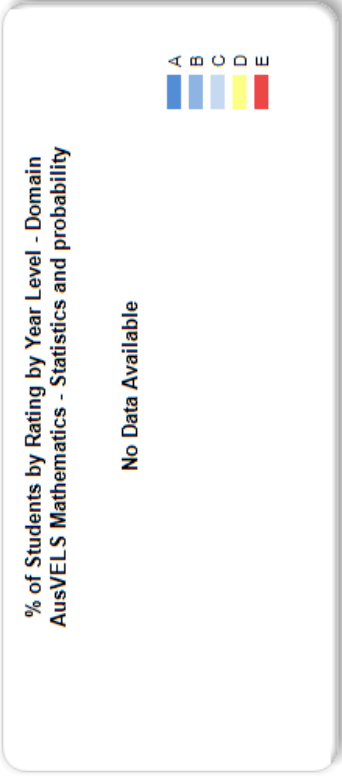 % of Students by Rating by Year Level - Domain
AusVELS Mathematics - Statistics and probability
No Data Available
A
B
C
D
E